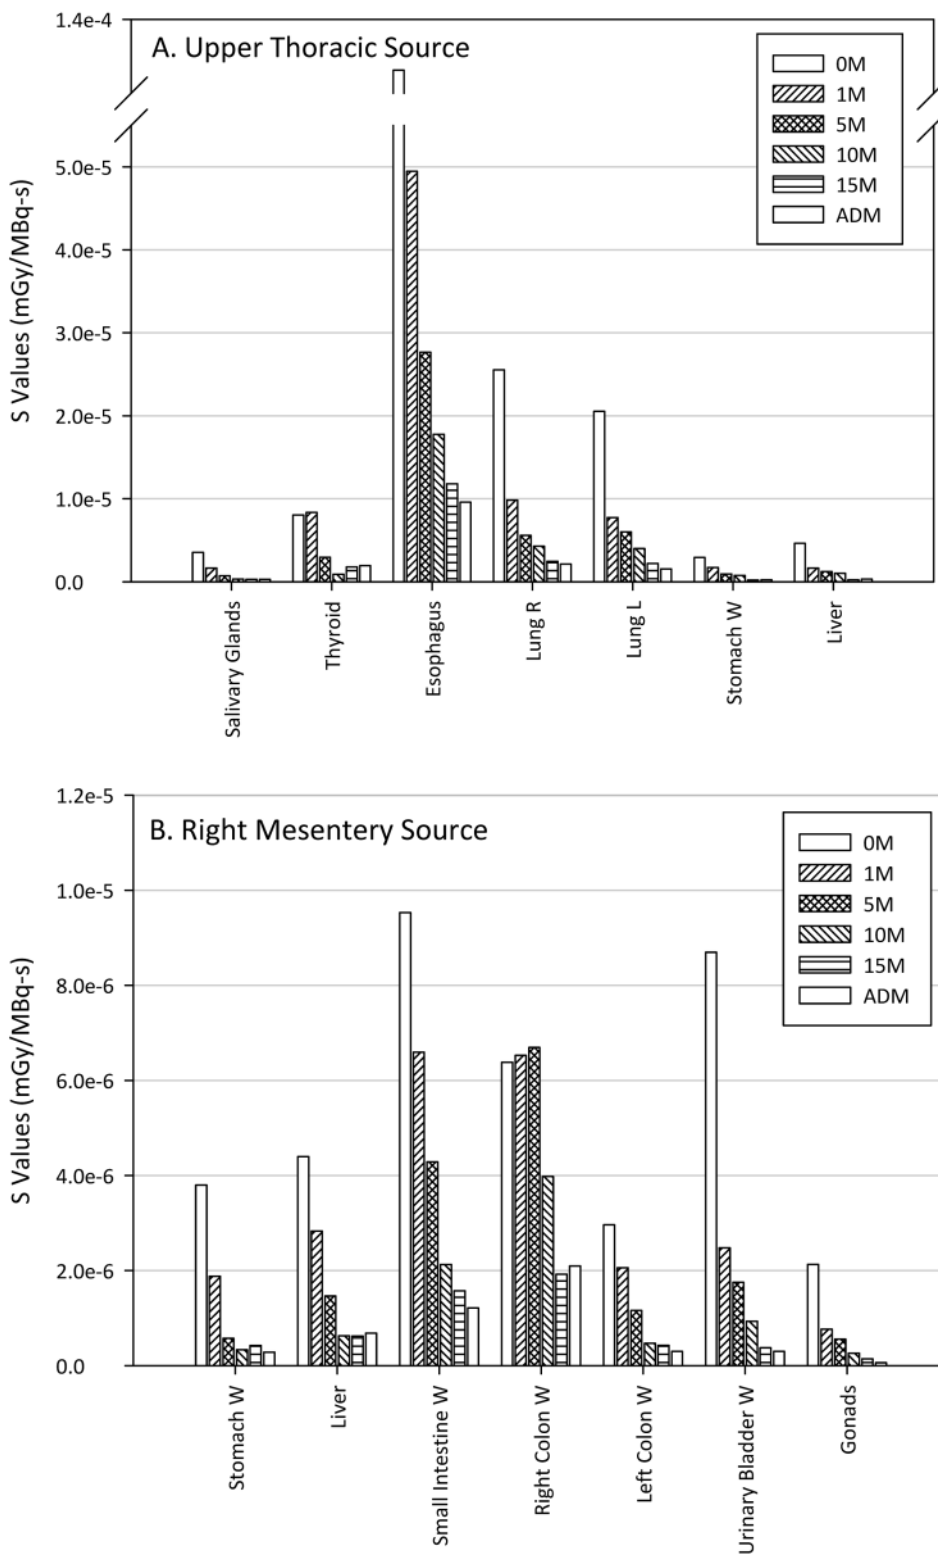 1.4e-4
A. Upper Thoracic Source
0M
1M
5M
10M
15M
ADM
5.0e-5
4.0e-5
3.0e-5
2.0e-5
1.0e-5
0.0
S Values (mGy/MBq-s)
Salivary Glands
Thyroid
Esophagus
Lung R
Lung L
Stomach W
Liver
1.2e-5
B. Right Mesentery Source
0M
1M
5M
10M
15M
ADM
1.0e-5
8.0e-6
6.0e-6
4.0e-6
2.0e-6
0.0
S Values (mGy/MBq-s)
Stomach W
Liver
Small Intestine W
Right Colon W
Left Colon W
Urinary Bladder W
Gonads